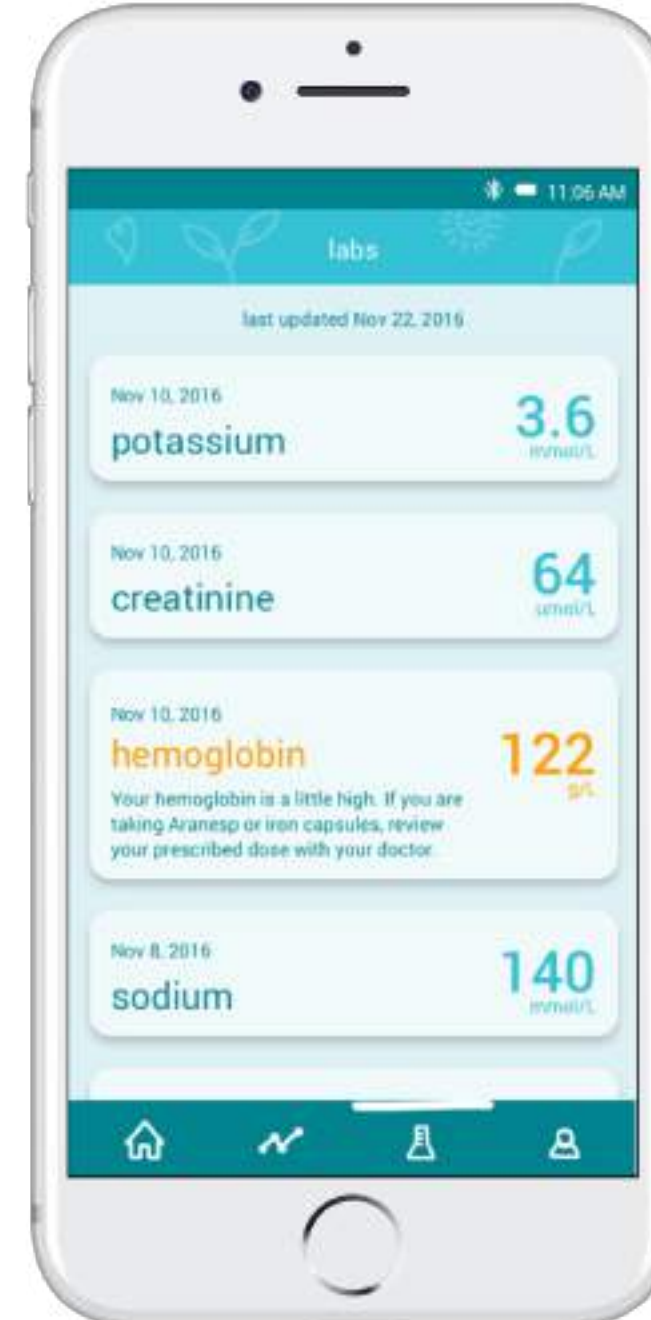 11:06 AM
labs
last updated Nov 22, 2016
Nov 10, 2016
potassium
3.6
mmol/L
Nov 10, 2016
creatinine
64
umol/L
Nov 10, 2016
hemoglobin
122
g/L
Your hemoglobin is a little high. If you are
taking Aranesp or iron capsules, review
your prescribed dose with your doctor.
Nov 8, 2016
sodium
140
mmol/L